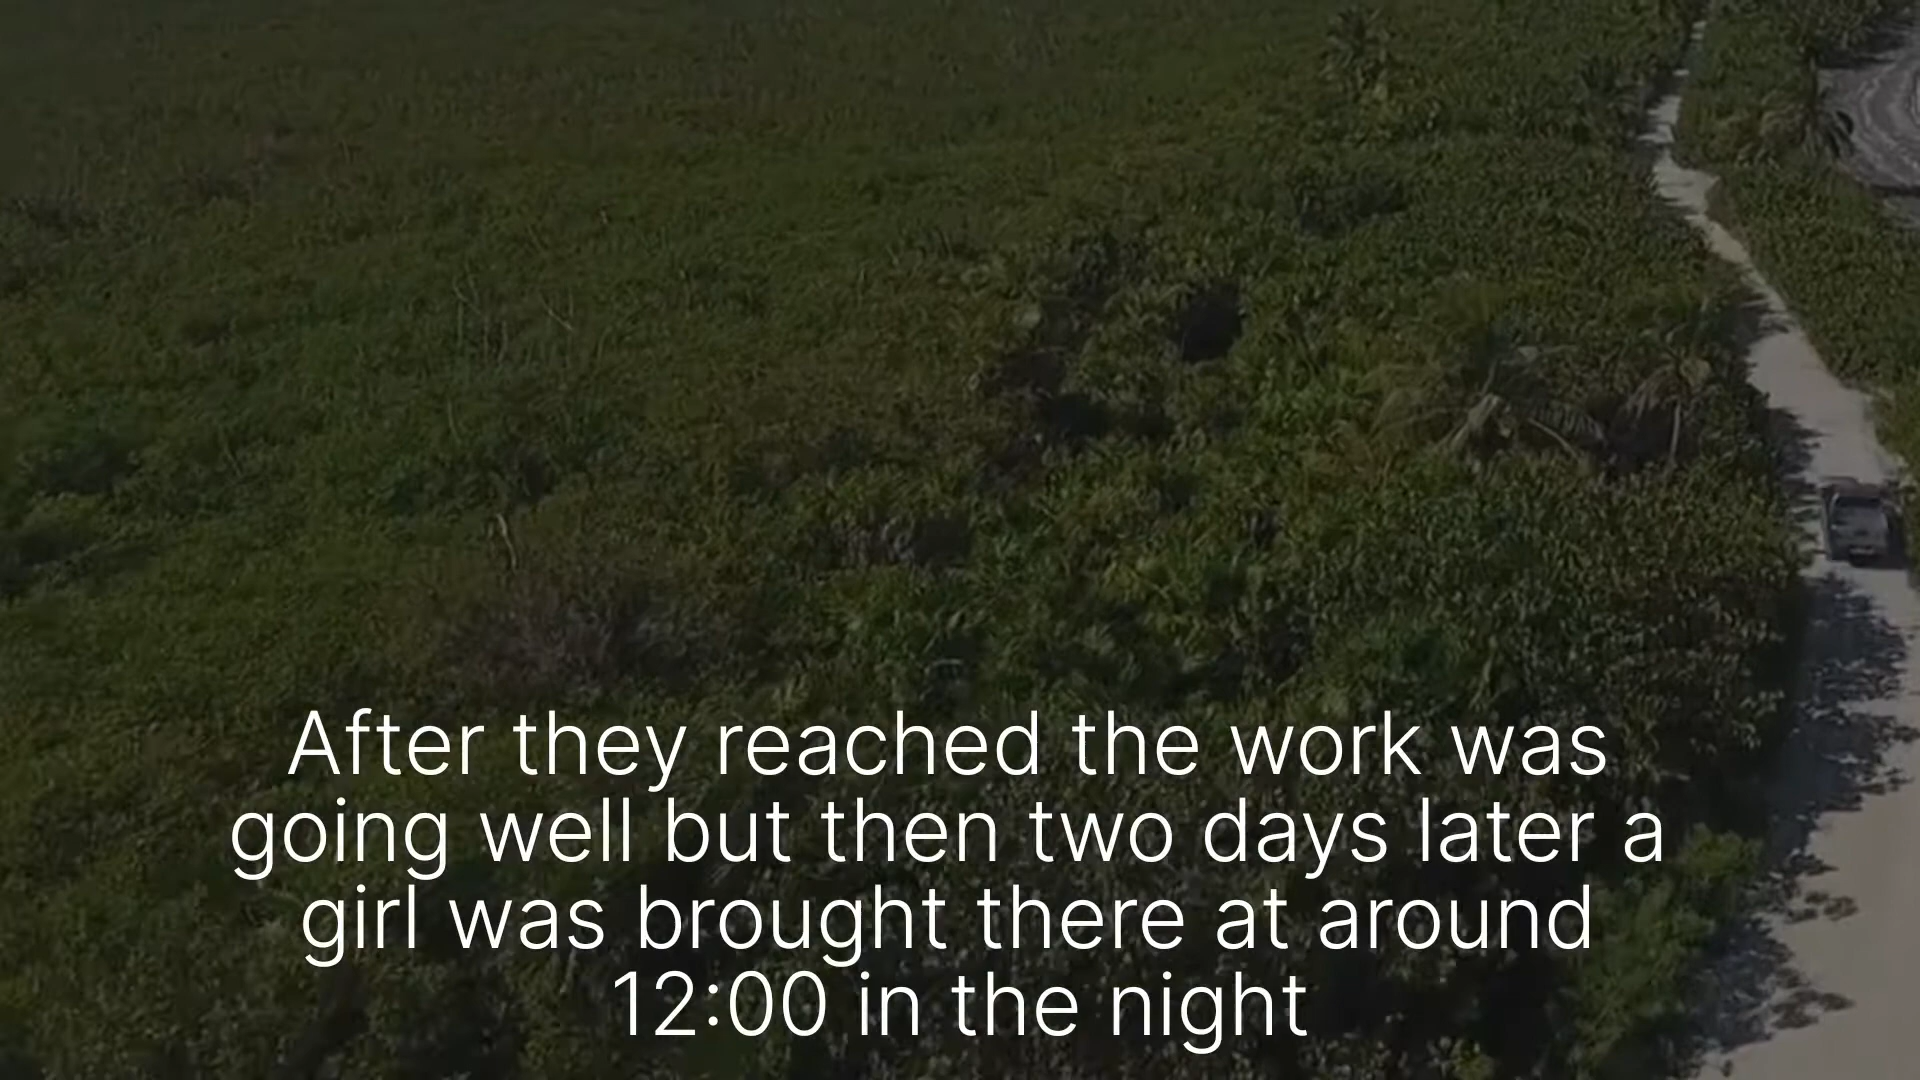 After they reached the work was
going well but then two days later a
girl was brought there at around
12:00 in the night